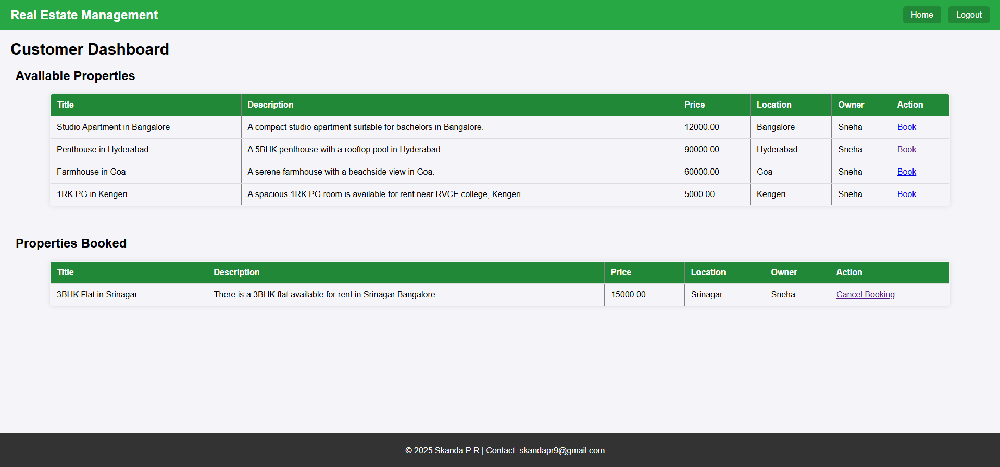 Real Estate Management Home Logout
Customer Dashboard
Available Properties
Title Description Price Location Owner Action
Studio Apartment in Bangalore A compact studio apartment suitable for bachelors in Bangalore. 12000.00 Bangalore Sneha Book
Penthouse in Hyderabad A 5BHK penthouse with a rooftop pool in Hyderabad. 90000.00 Hyderabad Sneha Book
Farmhouse in Goa A serene farmhouse with a beachside view in Goa. 60000.00 Goa Sneha Book
1RK PG in Kengeri A spacious 1RK PG room is available for rent near RVCE college, Kengeri. 5000.00 Kengeri Sneha Book
Properties Booked
Title Description Price Location Owner Action
3BHK Flat in Srinagar There is a 3BHK flat available for rent in Srinagar Bangalore. 15000.00 Srinagar Sneha Cancel Booking
© 2025 Skanda P R | Contact: skandapr9@gmail.com